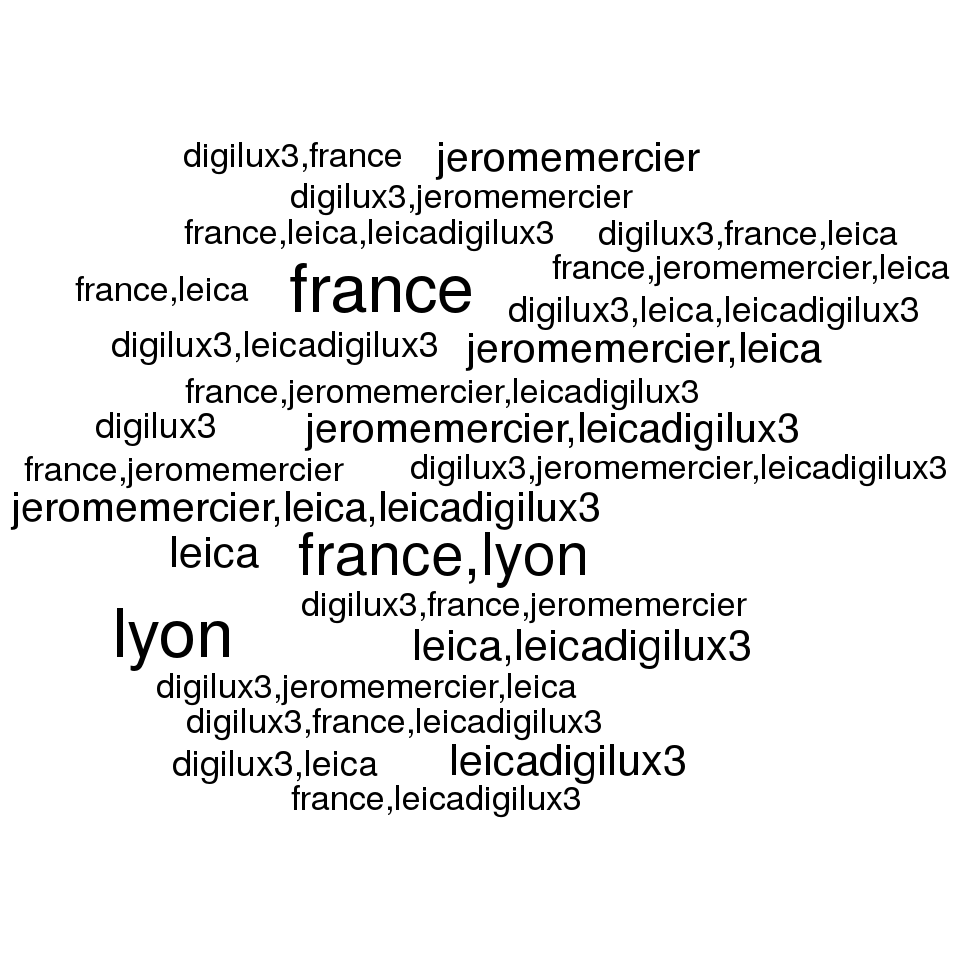 digilux3,france jeromemercier
digilux3,jeromemercier
france,leica,leicadigilux3 digilux3,france,leica
france,jeromemercier,leica
france,leica france
digilux3,leica,leicadigilux3
digilux3,leicadigilux3 jeromemercier,leica
france,jeromemercier,leicadigilux3
digilux3 jeromemercier,leicadigilux3
france,jeromemercier digilux3,jeromemercier,leicadigilux3
jeromemercier,leica,leicadigilux3
leica france,lyon
digilux3,france,jeromemercier
lyon leica,leicadigilux3
digilux3,jeromemercier,leica
digilux3,france,leicadigilux3
digilux3,leica leicadigilux3
france,leicadigilux3